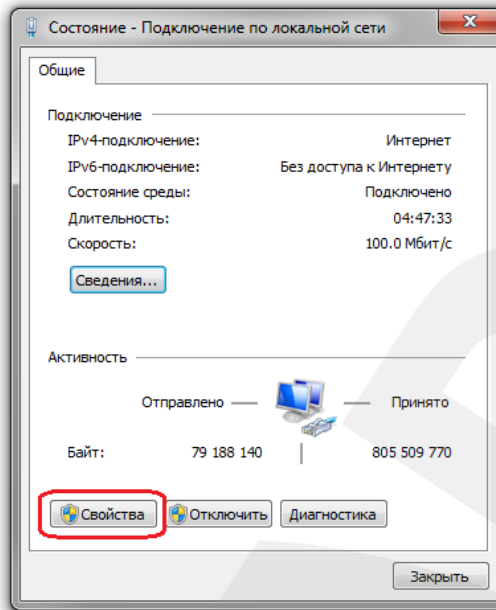 Состояние - Подключение по локальной сети
Общие
Подключение
IPv4-подключение: Интернет
IPv6-подключение: Без доступа к Интернету
Состояние среды: Подключено
Длительность: 04:47:33
Скорость: 100.0 Мбит/с
Сведения...
Активность
Отправлено — — Принято
Байт: 79 188 140 | 805 509 770
Свойства Отключить Диагностика
Закрыть